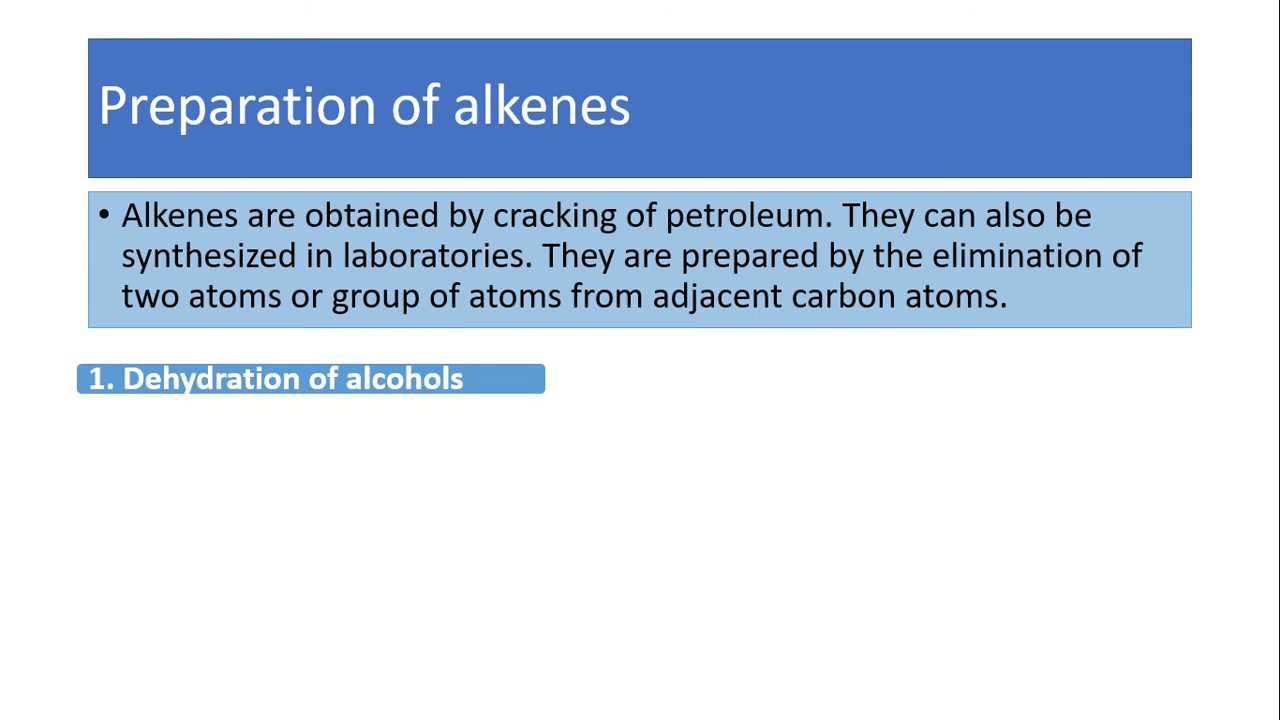 Preparation of alkenes
• Alkenes are obtained by cracking of petroleum. They can also be
synthesized in laboratories. They are prepared by the elimination of
two atoms or group of atoms from adjacent carbon atoms.
1. Dehydration of alcohols